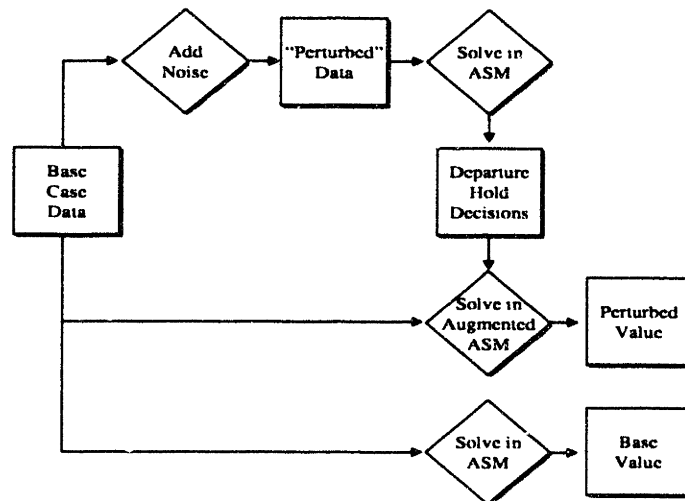 Add
Noise
"Perturbed"
Data
Solve in
ASM
Base
Case
Data
Departure
Hold
Decisions
Solve in
Augmented
ASM
Perturbed
Value
Solve in
ASM
Base
Value